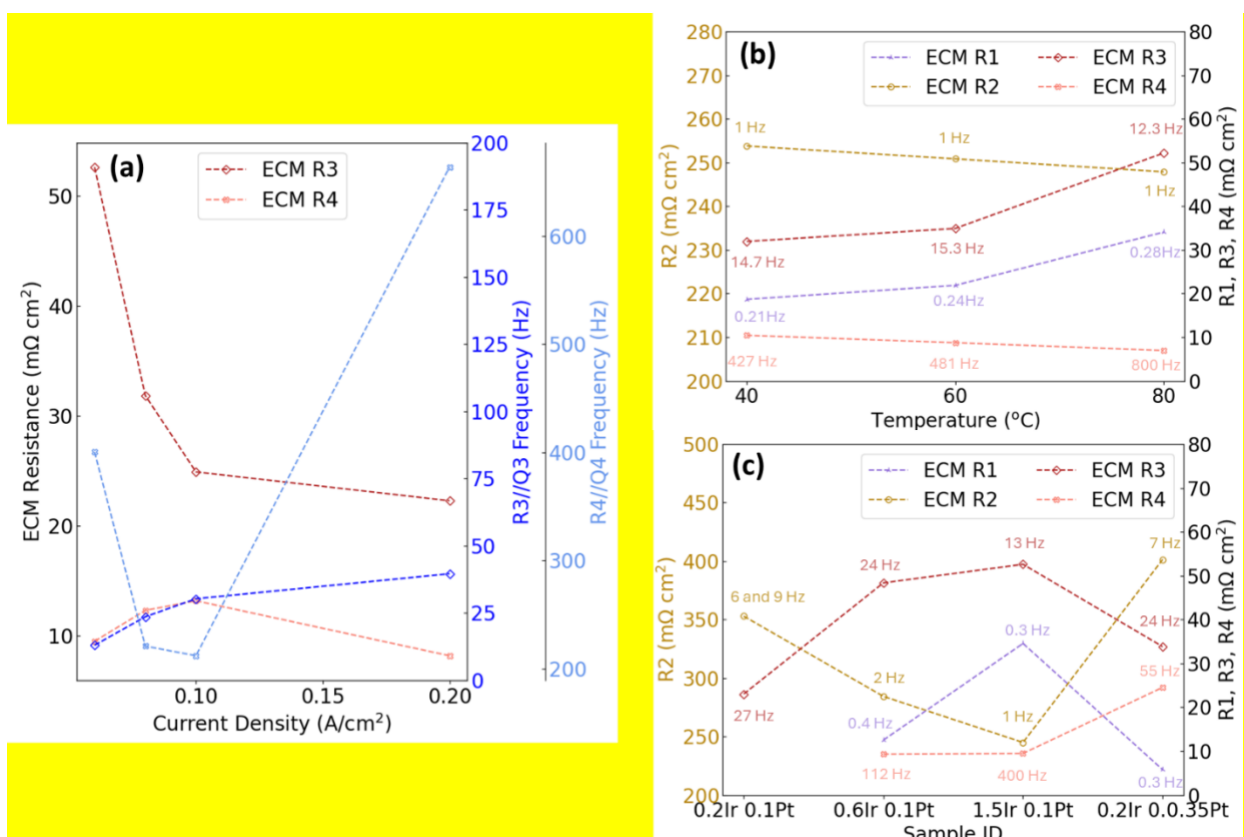 (a)
ECM R3
ECM R4
50
40
30
20
10
ECM Resistance (mΩ cm²)
0.10
0.15
0.20
Current Density (A/cm²)
200
175
150
125
100
75
50
25
0
R3//Q3 Frequency (Hz)
600
500
400
300
200
R4//Q4 Frequency (Hz)
(b)
ECM R1
ECM R2
ECM R3
ECM R4
280
270
260
250
240
230
220
210
200
R2 (mΩ cm²)
1 Hz
1 Hz
12.3 Hz
1 Hz
14.7 Hz
15.3 Hz
0.28Hz
0.21Hz
0.24Hz
427 Hz
481 Hz
800 Hz
40
60
80
Temperature (°C)
80
70
60
50
40
30
20
10
0
R1, R3, R4 (mΩ cm²)
(c)
ECM R1
ECM R2
ECM R3
ECM R4
500
450
400
350
300
250
200
R2 (mΩ cm²)
6 and 9 Hz
24 Hz
13 Hz
7 Hz
27 Hz
2 Hz
0.3 Hz
24 Hz
0.4 Hz
1 Hz
55 Hz
112 Hz
400 Hz
0.3 Hz
0.2Ir 0.1Pt
0.6Ir 0.1Pt
1.5Ir 0.1Pt
0.2Ir 0.0.35Pt
Sample ID
80
70
60
50
40
30
20
10
0
R1, R3, R4 (mΩ cm²)